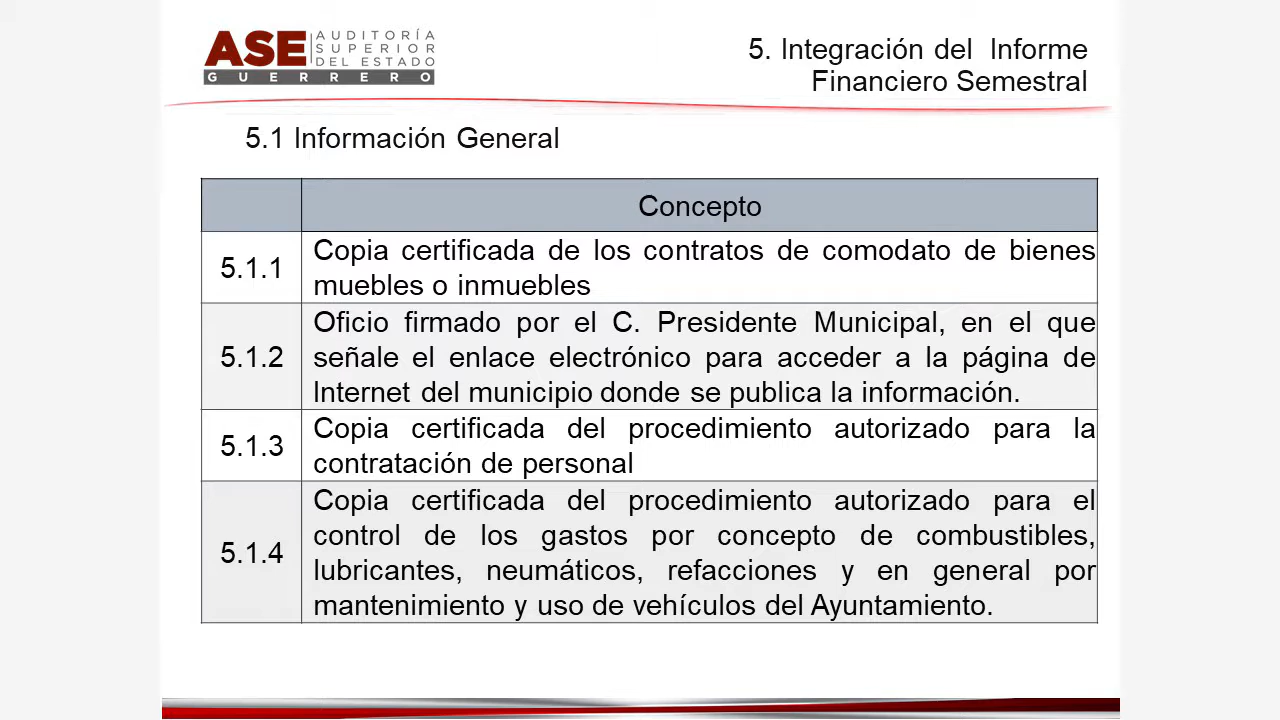 ASE AUDITORÍA
SUPERIOR
DEL ESTADO
GUERRERO
5. Integración del Informe
Financiero Semestral
5.1 Información General
Concepto
5.1.1 Copia certificada de los contratos de comodato de bienes
muebles o inmuebles
5.1.2 Oficio firmado por el C. Presidente Municipal, en el que
señale el enlace electrónico para acceder a la página de
Internet del municipio donde se publica la información.
5.1.3 Copia certificada del procedimiento autorizado para la
contratación de personal
5.1.4 Copia certificada del procedimiento autorizado para el
control de los gastos por concepto de combustibles,
lubricantes, neumáticos, refacciones y en general por
mantenimiento y uso de vehículos del Ayuntamiento.